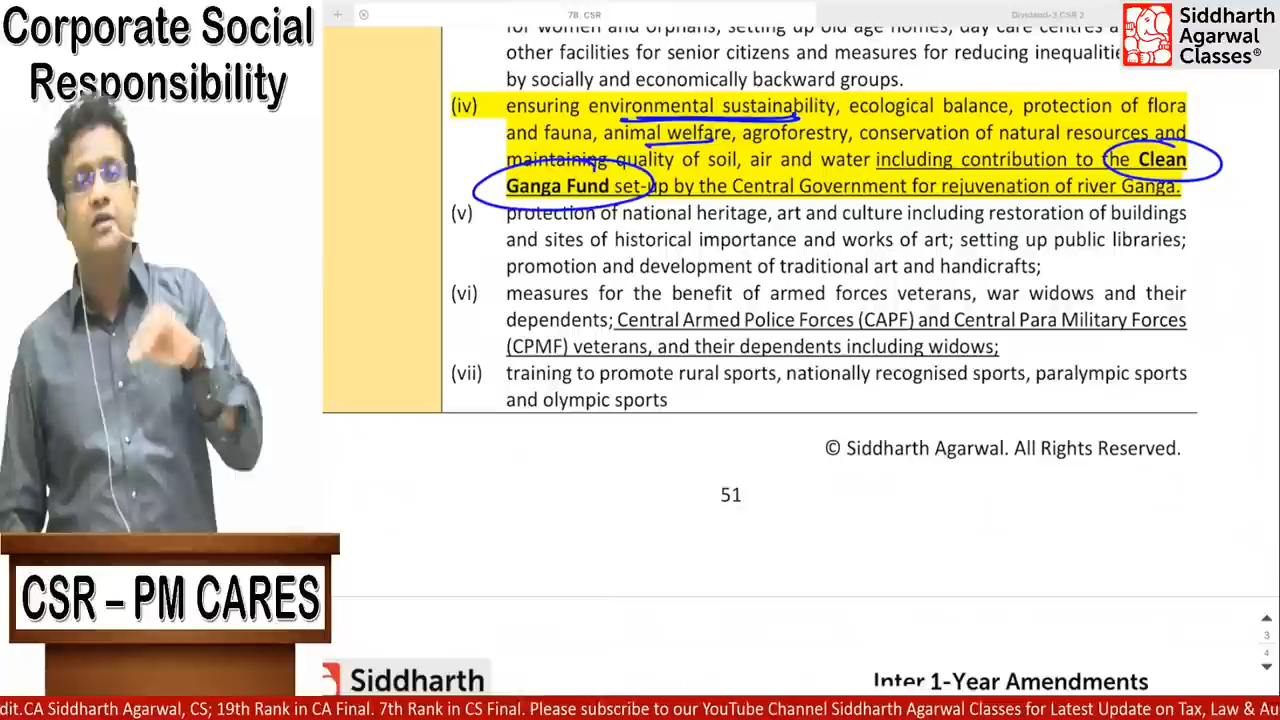 Corporate Social
Responsibility
7B. CSR
Dividend-3 CSR 2
Siddharth
Agarwal
Classes®
for women and orphans, setting up old age homes, day care centres a
other facilities for senior citizens and measures for reducing inequalitie
by socially and economically backward groups.
(iv) ensuring environmental sustainability, ecological balance, protection of flora
and fauna, animal welfare, agroforestry, conservation of natural resources and
maintaining quality of soil, air and water including contribution to the Clean
Ganga Fund set-up by the Central Government for rejuvenation of river Ganga.
(v) protection of national heritage, art and culture including restoration of buildings
and sites of historical importance and works of art; setting up public libraries;
promotion and development of traditional art and handicrafts;
(vi) measures for the benefit of armed forces veterans, war widows and their
dependents; Central Armed Police Forces (CAPF) and Central Para Military Forces
(CPMF) veterans, and their dependents including widows;
(vii) training to promote rural sports, nationally recognised sports, paralympic sports
and olympic sports
© Siddharth Agarwal. All Rights Reserved.
51
CSR – PM CARES
3
4
Siddharth
Inter 1-Year Amendments
dit.CA Siddharth Agarwal, CS; 19th Rank in CA Final. 7th Rank in CS Final. Please subscribe to our YouTube Channel Siddharth Agarwal Classes for Latest Update on Tax, Law & Au